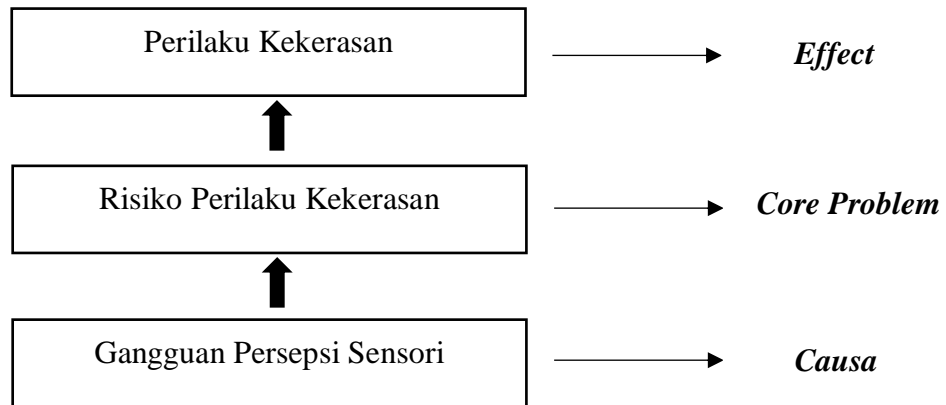 Perilaku Kekerasan
Effect
Risiko Perilaku Kekerasan
Core Problem
Gangguan Persepsi Sensori
Causa